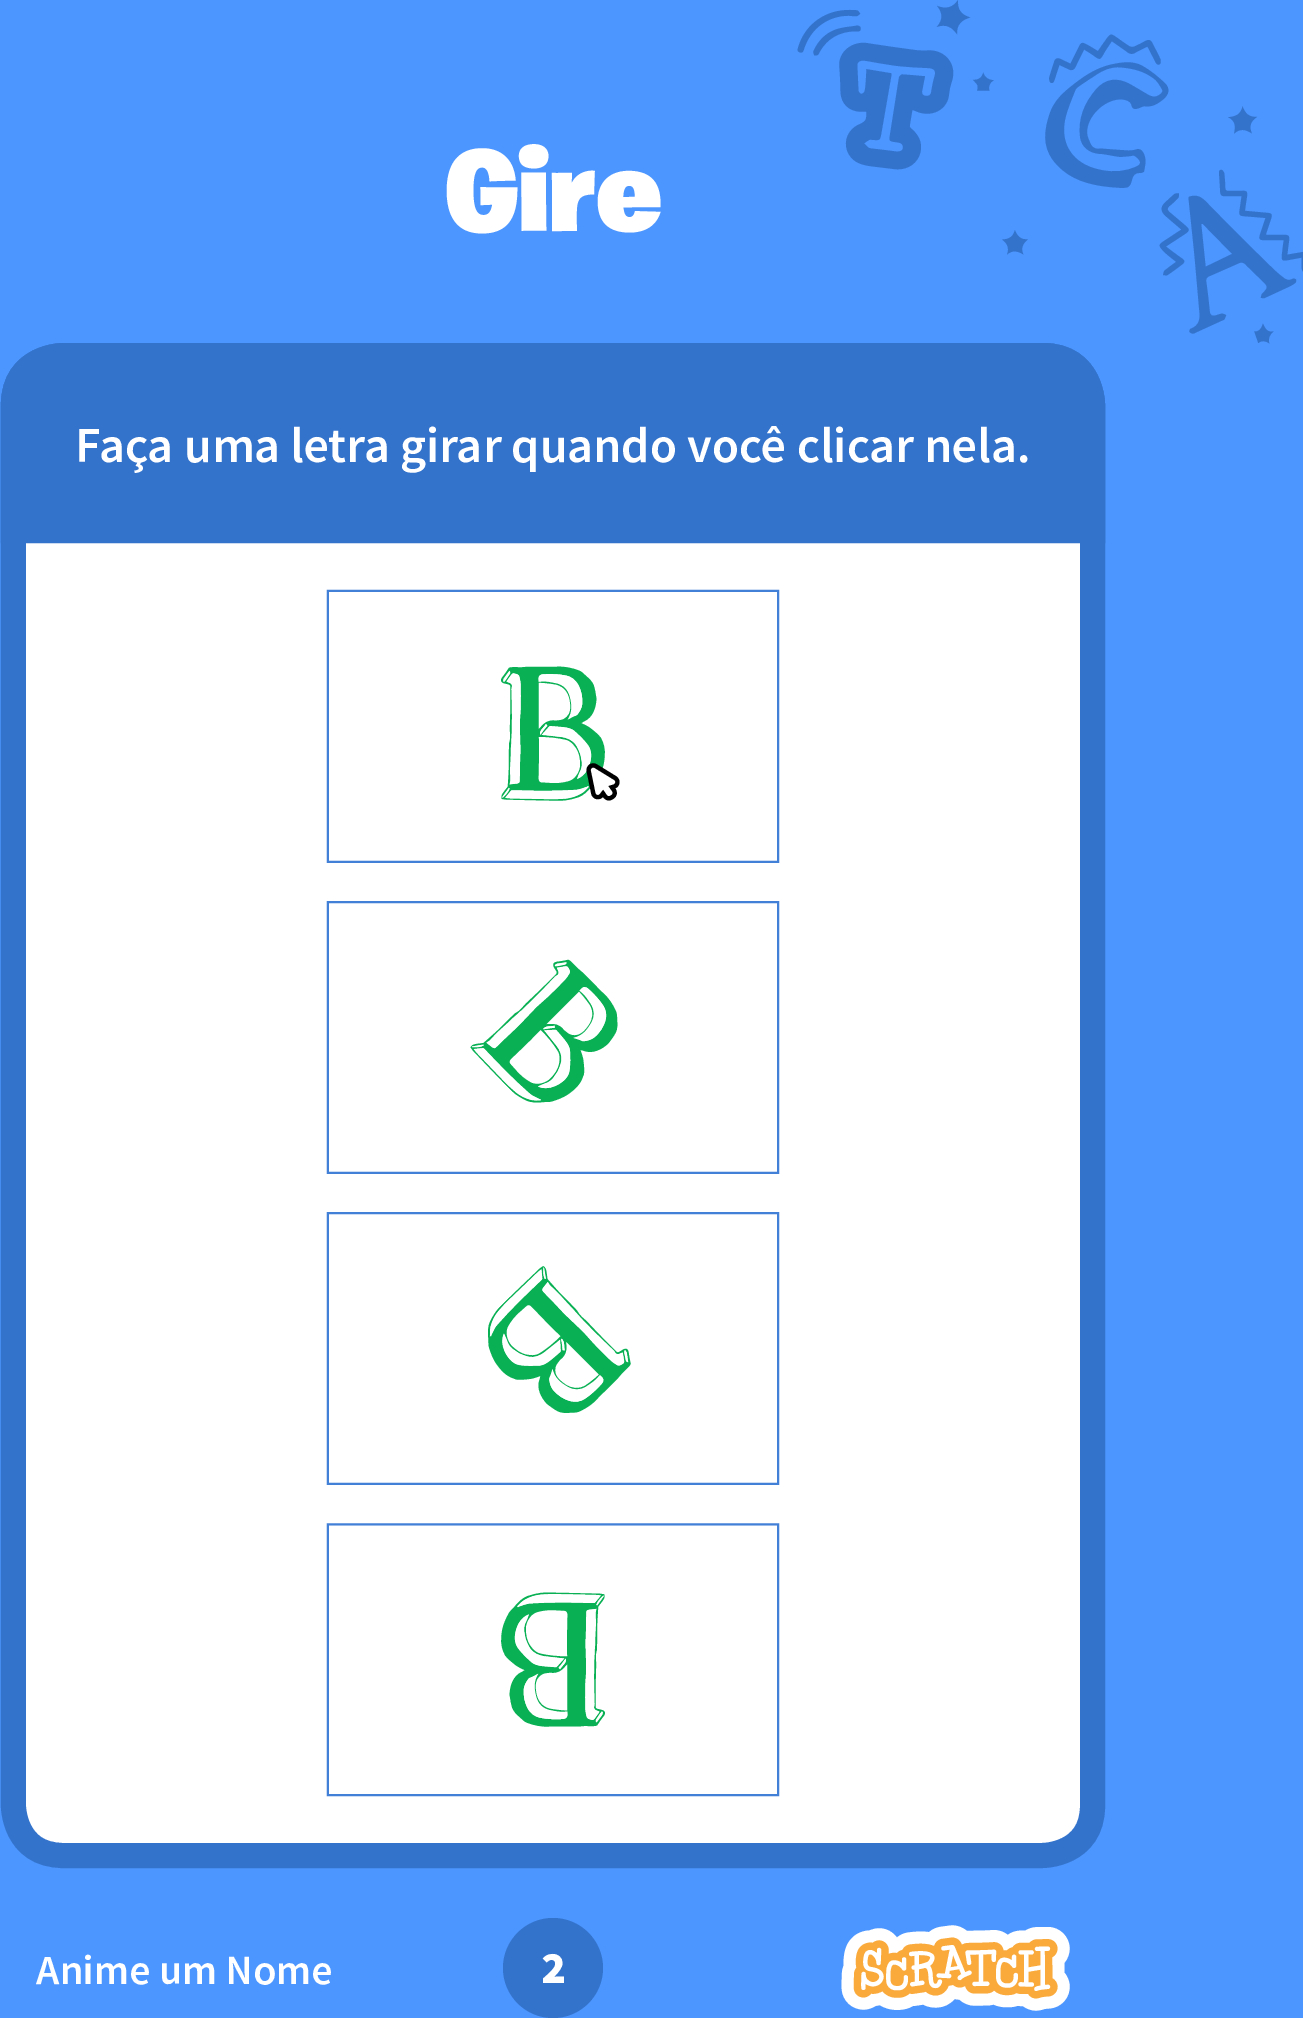 T
C
A
Gire
Faça uma letra girar quando você clicar nela.
B
B
B
B
Anime um Nome
2
SCRATCH